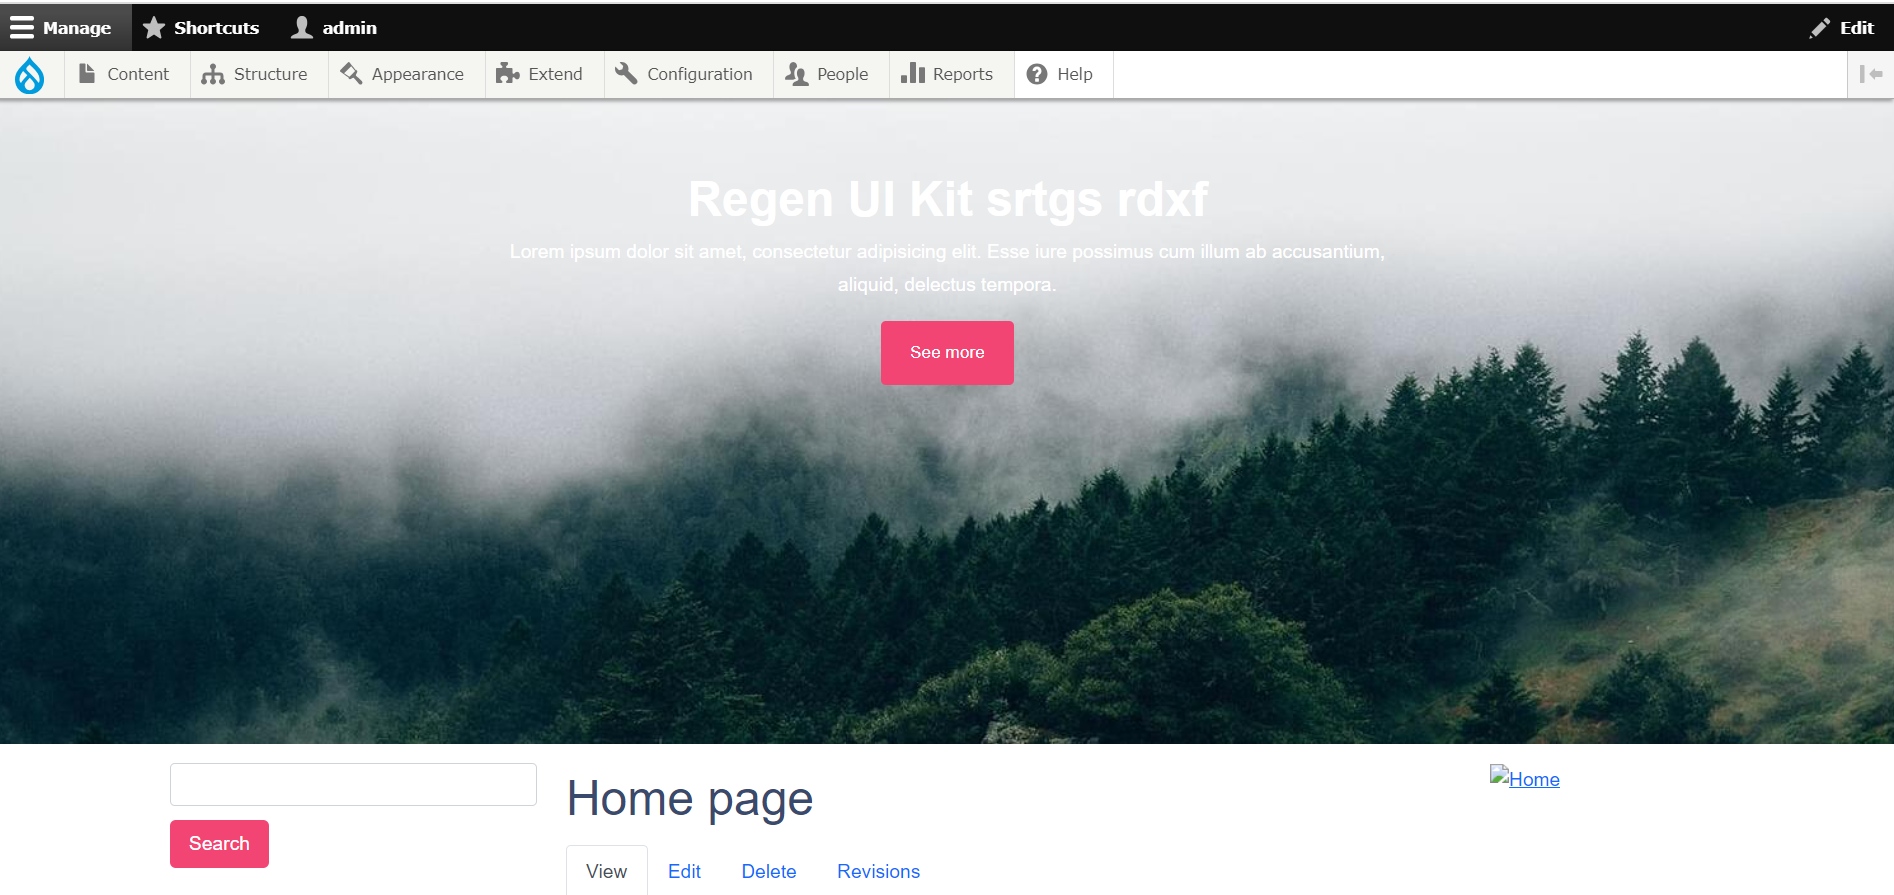 Manage Shortcuts admin Edit
Content Structure Appearance Extend Configuration People Reports Help
Regen UI Kit srtgs rdxf
Lorem ipsum dolor sit amet, consectetur adipisicing elit. Esse iure possimus cum illum ab accusantium,
aliquid, delectus tempora.
See more
Home page
Home
Search
View Edit Delete Revisions